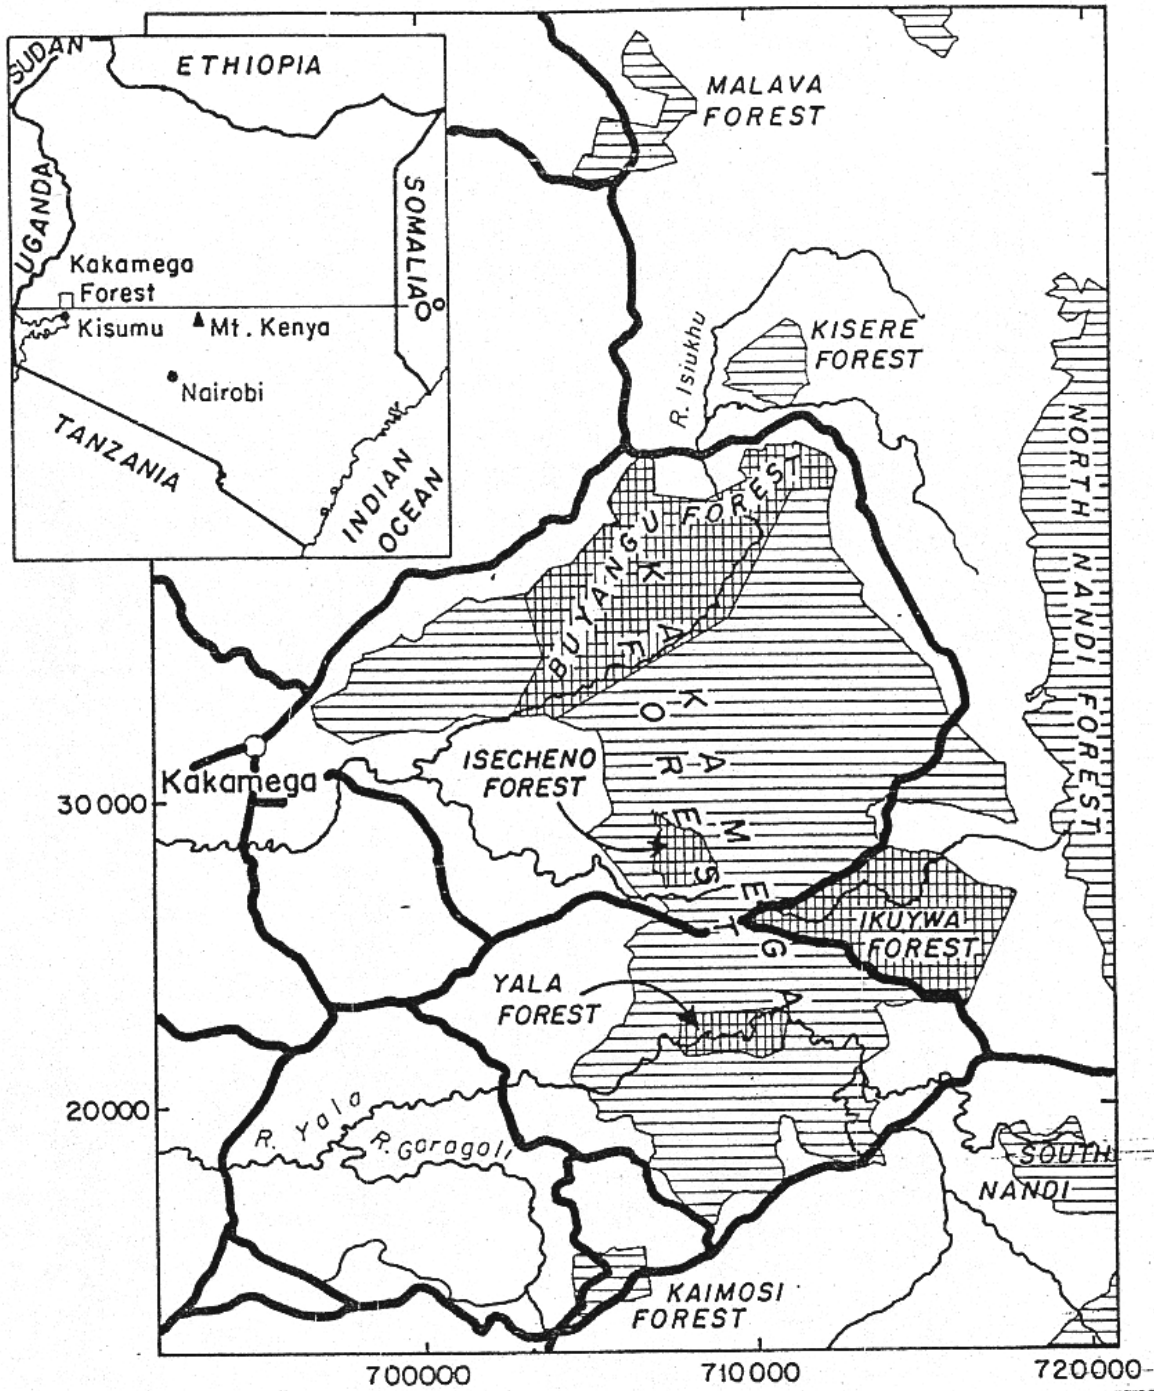 SUDAN
ETHIOPIA
UGANDA
SOMALIA
Kakamega
Forest
0°
Kisumu
Mt. Kenya
Nairobi
TANZANIA
INDIAN
OCEAN
MALAVA
FOREST
R. Isiukhu
KISERE
FOREST
NORTH NANDI FOREST
BUYANGU FOREST
KAKAMEGA
FOREST
ISECHENO
FOREST
Kakamega
30000
IKUYWA
FOREST
YALA
FOREST
20000
R. Yala
R. Garagoli
SOUTH
NANDI
KAIMOSI
FOREST
700000
710000
720000